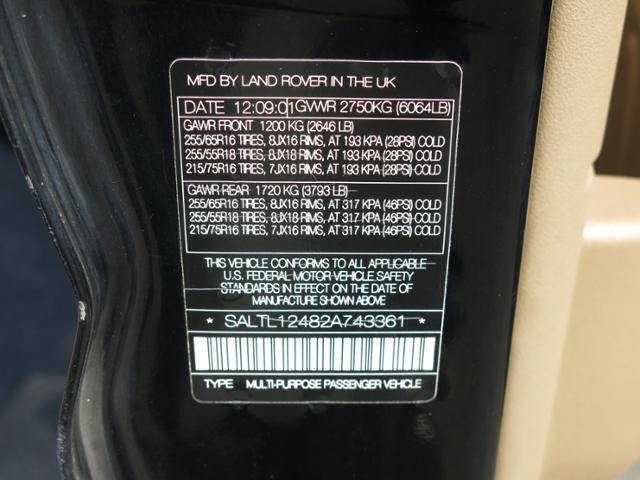 MFD BY LAND ROVER IN THE UK
DATE 12:09:01 GVWR 2750KG (6064LB)
GAWR FRONT 1200 KG (2646 LB)
255/65R16 TIRES, 8JX16 RIMS, AT 193 KPA (28PSI) COLD
255/55R18 TIRES, 8JX18 RIMS, AT 193 KPA (28PSI) COLD
215/75R16 TIRES, 7JX16 RIMS, AT 193 KPA (28PSI) COLD
GAWR-REAR 1720 KG (3793 LB)
255/65R16 TIRES, 8JX16 RIMS, AT 317 KPA (46PSI) COLD
255/55R18 TIRES, 8JX18 RIMS, AT 317 KPA (46PSI) COLD
215/75R16 TIRES, 7JX16 RIMS, AT 317 KPA (46PSI) COLD
THIS VEHICLE CONFORMS TO ALL APPLICABLE
U.S. FEDERAL MOTOR VEHICLE SAFETY
STANDARDS IN EFFECT ON THE DATE OF
MANUFACTURE SHOWN ABOVE
* SALTL12482A743361 *
TYPE MULTI-PURPOSE PASSENGER VEHICLE